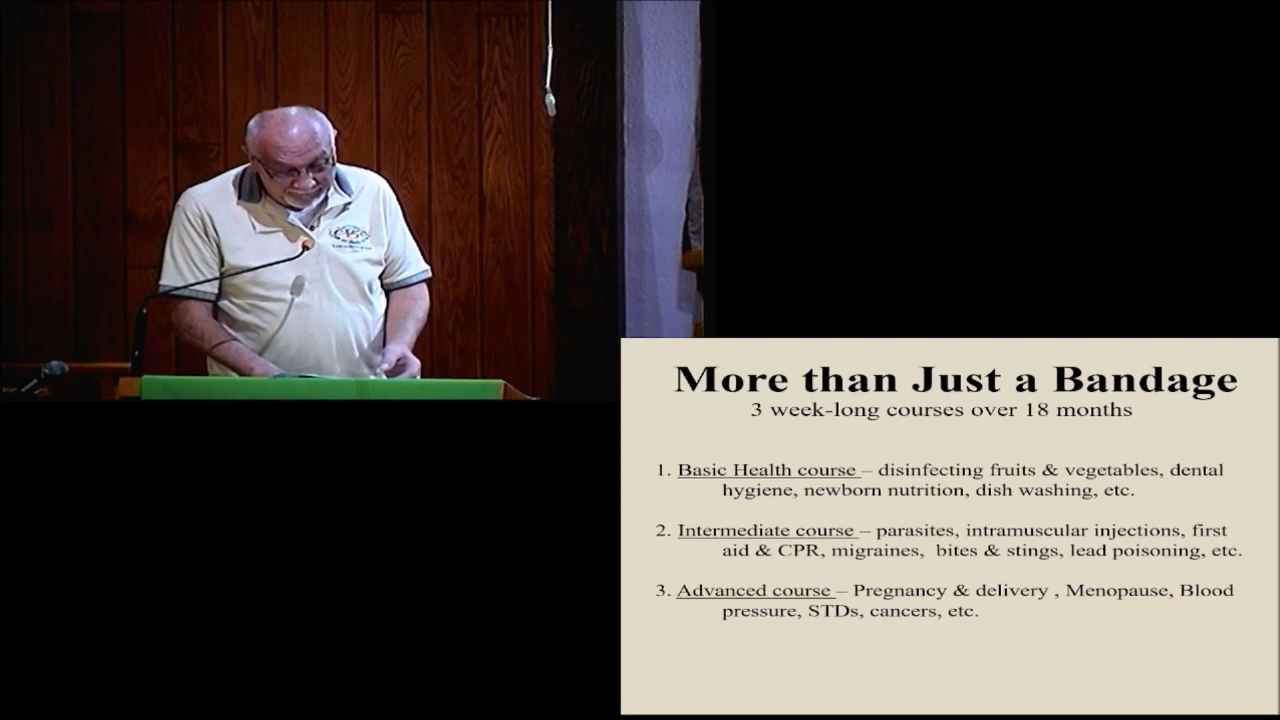 More than Just a Bandage
3 week-long courses over 18 months
1. Basic Health course – disinfecting fruits & vegetables, dental
hygiene, newborn nutrition, dish washing, etc.
2. Intermediate course – parasites, intramuscular injections, first
aid & CPR, migraines, bites & stings, lead poisoning, etc.
3. Advanced course – Pregnancy & delivery , Menopause, Blood
pressure, STDs, cancers, etc.